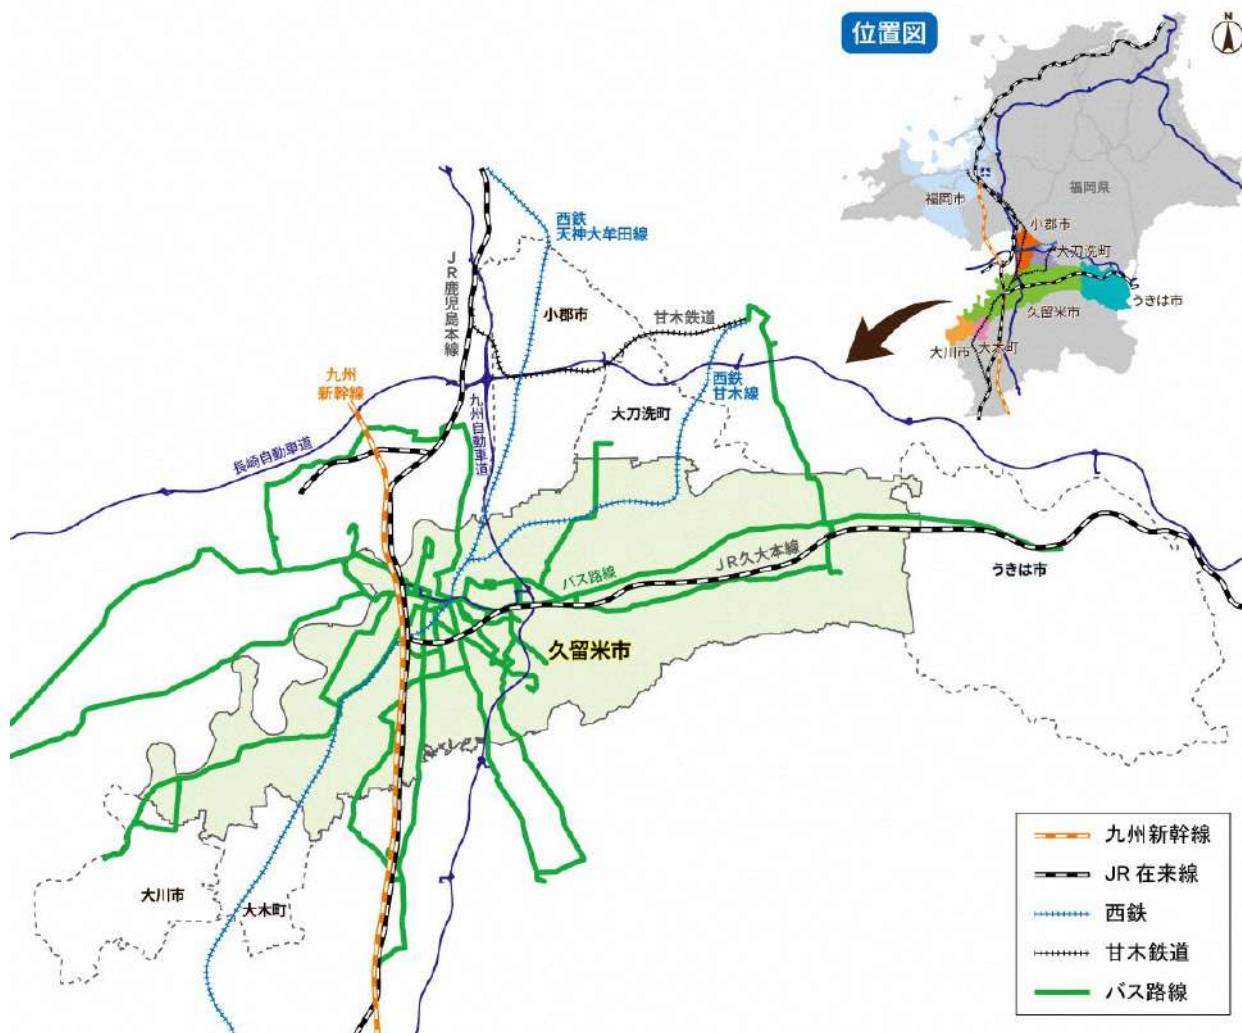 位置図
N
福岡県
福岡市
小郡市
大刀洗町
うきは市
久留米市
大川市
大木町
西鉄
天神大牟田線
JR鹿児島本線
小郡市
甘木鉄道
九州
新幹線
西鉄
甘木線
九州自動車道
大刀洗町
長崎自動車道
JR久大本線
バス路線
うきは市
久留米市
大川市
大木町
九州新幹線
JR在来線
西鉄
甘木鉄道
バス路線